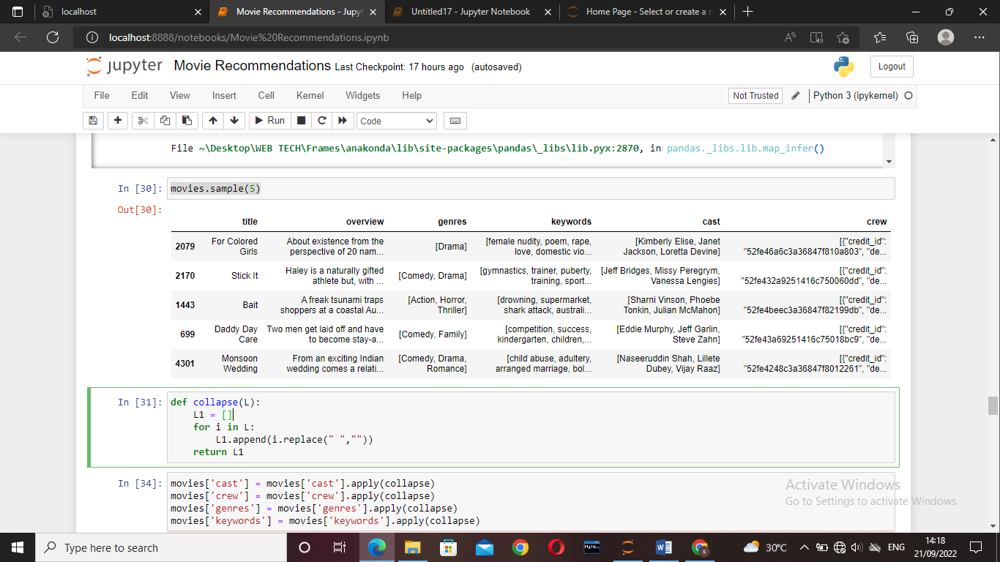 localhost
Movie Recommendations - Jupyt
Untitled17 - Jupyter Notebook
Home Page - Select or create a n
localhost:8888/notebooks/Movie%20Recommendations.ipynb
jupyter Movie Recommendations Last Checkpoint: 17 hours ago (autosaved)
Logout
File Edit View Insert Cell Kernel Widgets Help
Not Trusted
Python 3 (ipykernel)
Run
Code
File ~\Desktop\WEB TECH\Frames\anakonda\lib\site-packages\pandas\_libs\lib.pyx:2870, in pandas._libs.lib.map_infer()
In [30]: movies.sample(5)
Out[30]:
title overview genres keywords cast crew
2079 For Colored Girls About existence from the perspective of 20 nam... [Drama] [female nudity, poem, rape, love, domestic vio... [Kimberly Elise, Janet Jackson, Loretta Devine] [{"credit_id": "52fe46a6c3a36847f810a803", "de...
2170 Stick It Haley is a naturally gifted athlete but, with ... [Comedy, Drama] [gymnastics, trainer, puberty, training, sport... [Jeff Bridges, Missy Peregrym, Vanessa Lengies] [{"credit_id": "52fe432a9251416c750060dd", "de...
1443 Bait A freak tsunami traps shoppers at a coastal Au... [Action, Horror, Thriller] [drowning, supermarket, shark attack, australi... [Sharni Vinson, Phoebe Tonkin, Julian McMahon] [{"credit_id": "52fe4beec3a36847f82199db", "de...
699 Daddy Day Care Two men get laid off and have to become stay-a... [Comedy, Family] [competition, success, kindergarten, children,... [Eddie Murphy, Jeff Garlin, Steve Zahn] [{"credit_id": "52fe43a69251416c75018bc9", "de...
4301 Monsoon Wedding From an exciting Indian wedding comes a relati... [Comedy, Drama, Romance] [child abuse, adultery, arranged marriage, bol... [Naseeruddin Shah, Lillete Dubey, Vijay Raaz] [{"credit_id": "52fe4248c3a36847f8012261", "de...
In [31]: def collapse(L):
    L1 = []
    for i in L:
        L1.append(i.replace(" ",""))
    return L1
In [34]: movies['cast'] = movies['cast'].apply(collapse)
movies['crew'] = movies['crew'].apply(collapse)
movies['genres'] = movies['genres'].apply(collapse)
movies['keywords'] = movies['keywords'].apply(collapse)
Activate Windows
Go to Settings to activate Windows.
Type here to search
MySQL
30°C
ENG
14:18
21/09/2022